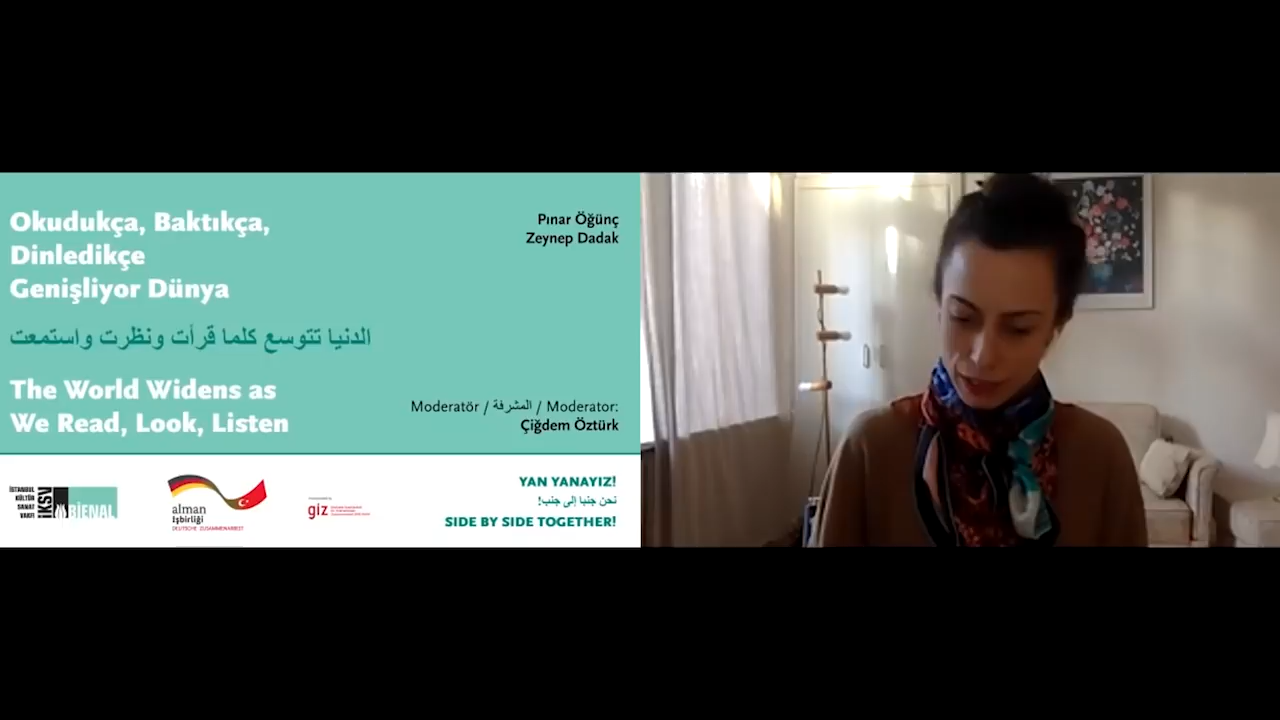 Okudukça, Baktıkça,
Dinledikçe
Genişliyor Dünya
الدنيا تتوسع كلما قرأت ونظرت واستمعت
The World Widens as
We Read, Look, Listen
Pınar Öğünç
Zeynep Dadak
Moderatör / المشرفة / Moderator:
Çiğdem Öztürk
İSTANBUL
KÜLTÜR
SANAT
VAKFI
İKSV
BİENAL
alman
işbirliği
DEUTSCHE ZUSAMMENARBEIT
giz
YAN YANAYIZ!
نحن جنبا إلى جنب!
SIDE BY SIDE TOGETHER!